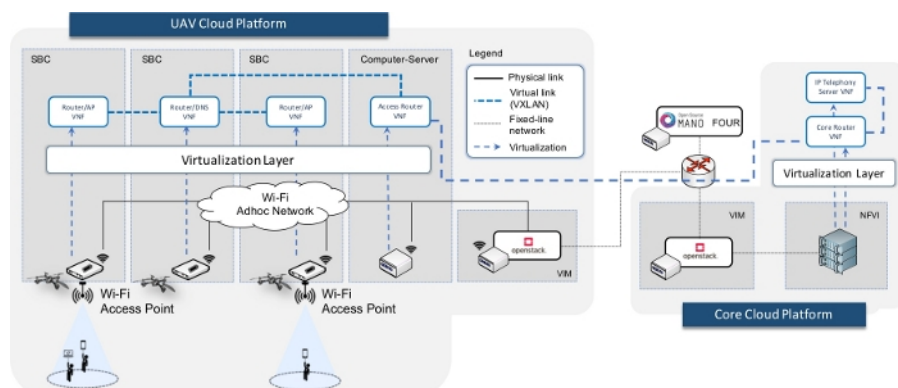 UAV Cloud Platform
SBC
SBC
SBC
Computer-Server
Router/AP
VNF
Router/DNS
VNF
Router/AP
VNF
Access Router
VNF
Virtualization Layer
Wi-Fi
Adhoc Network
Wi-Fi
Access Point
Wi-Fi
Access Point
Legend
Physical link
Virtual link
(VXLAN)
Fixed-line
network
Virtualization
openstack.
VIM
Open Source
MANO FOUR
IP Telephony
Server VNF
Core Router
VNF
Virtualization Layer
VIM
NFVI
openstack.
Core Cloud Platform